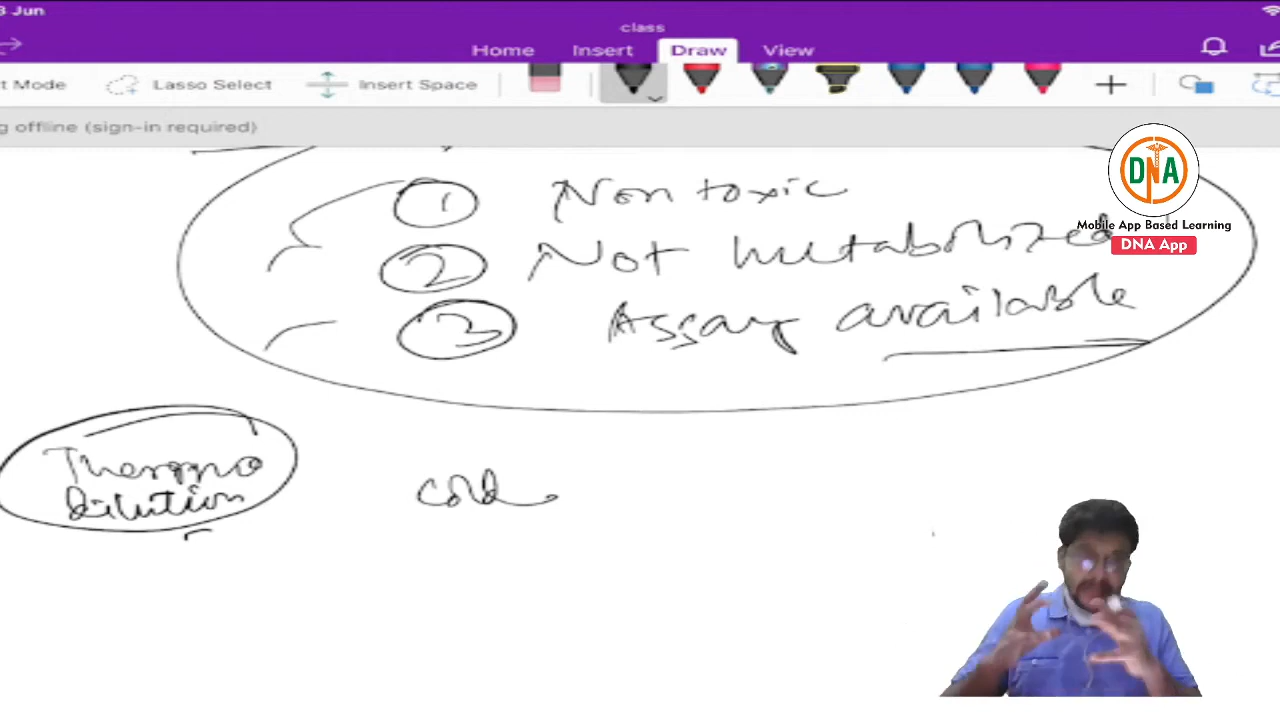 3 Jun
class
Home Insert Draw View
t Mode Lasso Select Insert Space
g offline (sign-in required)
DNA
Mobile App Based Learning
DNA App
1 Non toxic
2 Not metabolized
3 Assay available
Thermo
dilution
cold